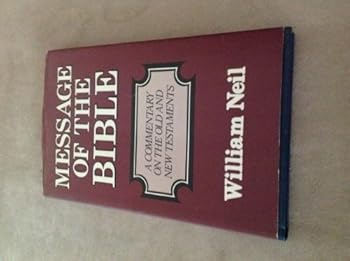 MESSAGE
OF THE
BIBLE
A COMMENTARY
ON THE OLD AND
NEW TESTAMENTS
William Neil